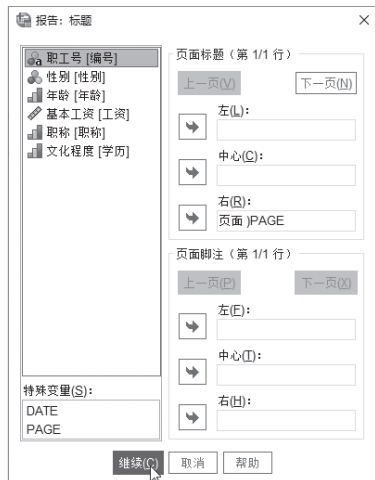 报告：标题
职工号 [编号]
性别 [性别]
年龄 [年龄]
基本工资 [工资]
职称 [职称]
文化程度 [学历]
特殊变量(S):
DATE
PAGE
页面标题（第 1/1 行）
上一页(V)
下一页(N)
左(L):
中心(C):
右(R):
页面 )PAGE
页面脚注（第 1/1 行）
上一页(P)
下一页(X)
左(F):
中心(T):
右(H):
继续(C)
取消
帮助